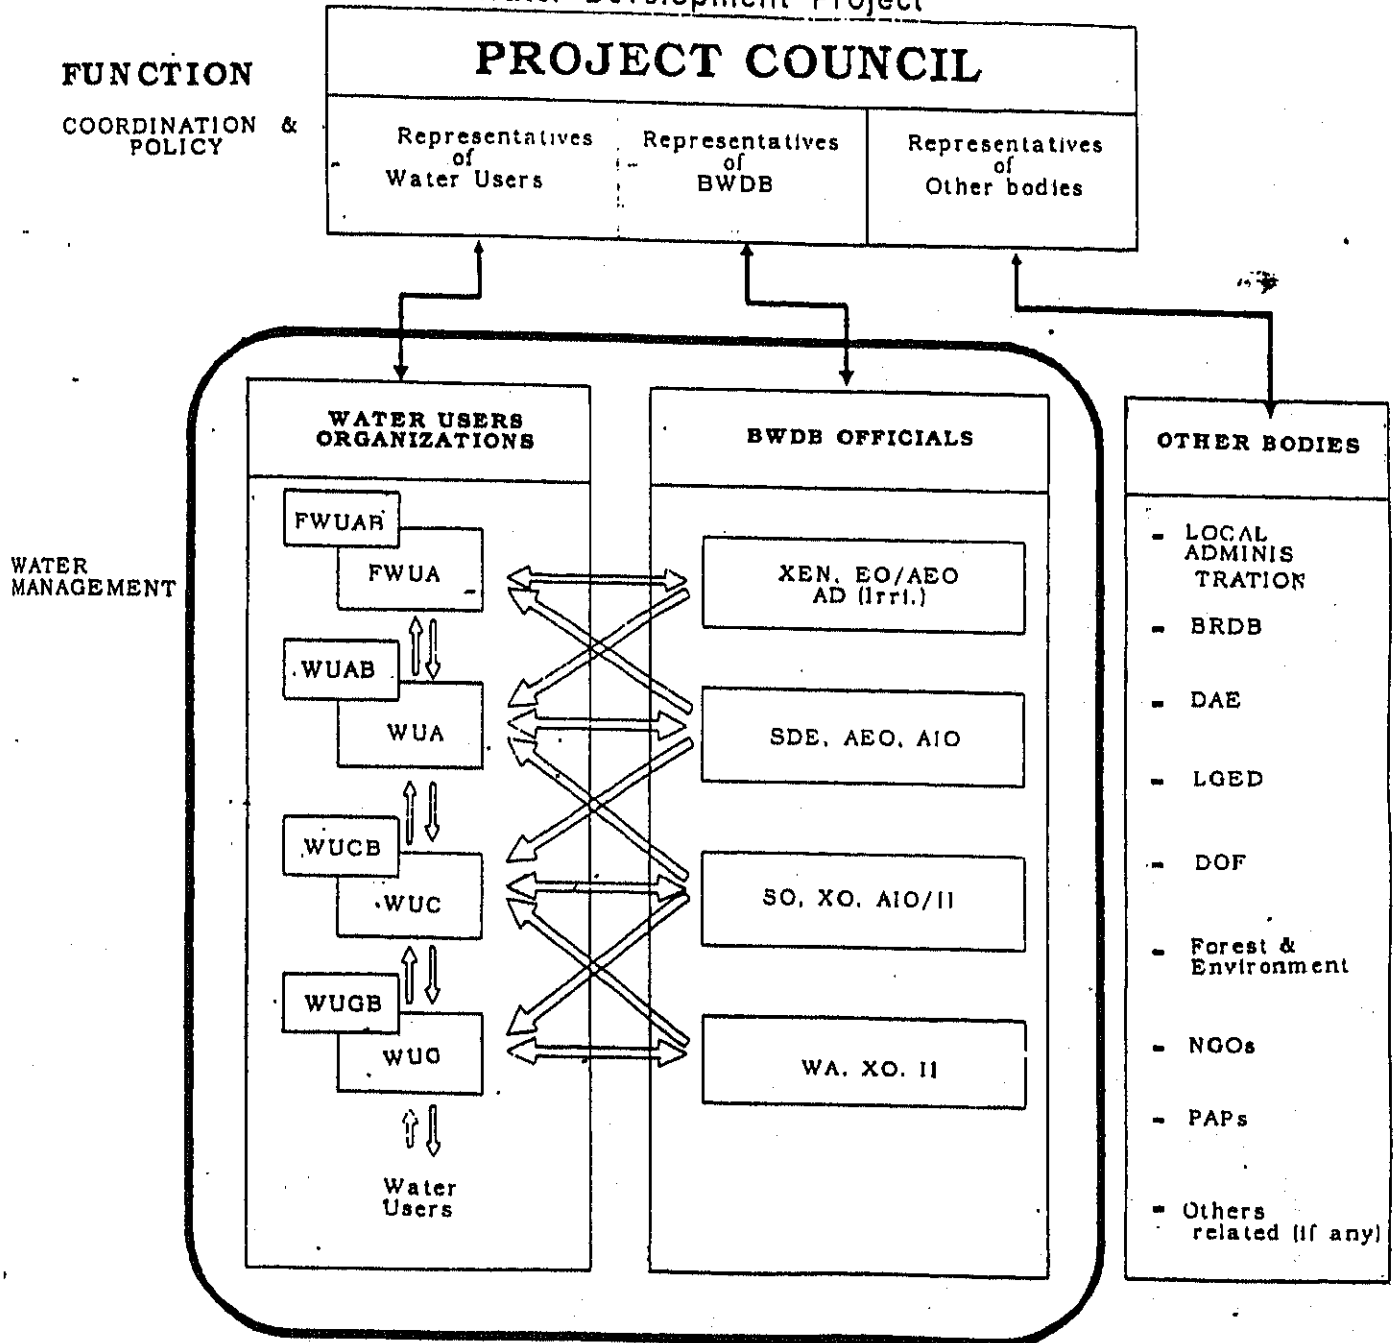 Development Project
PROJECT COUNCIL
FUNCTION
COORDINATION &
POLICY
Representatives
of
Water Users
Representatives
of
BWDB
Representatives
of
Other bodies
WATER USERS
ORGANIZATIONS
BWDB OFFICIALS
OTHER BODIES
WATER
MANAGEMENT
FWUAB
FWUA
WUAB
WUA
WUCB
WUC
WUGB
WUG
Water
Users
XEN, EO/AEO
AD (Irri.)
SDE, AEO, AIO
SO, XO, AIO/II
WA, XO, II
- LOCAL
ADMINIS
TRATION
- BRDB
- DAE
- LGED
- DOF
- Forest &
Environment
- NGOs
- PAPs
- Others
related (if any)